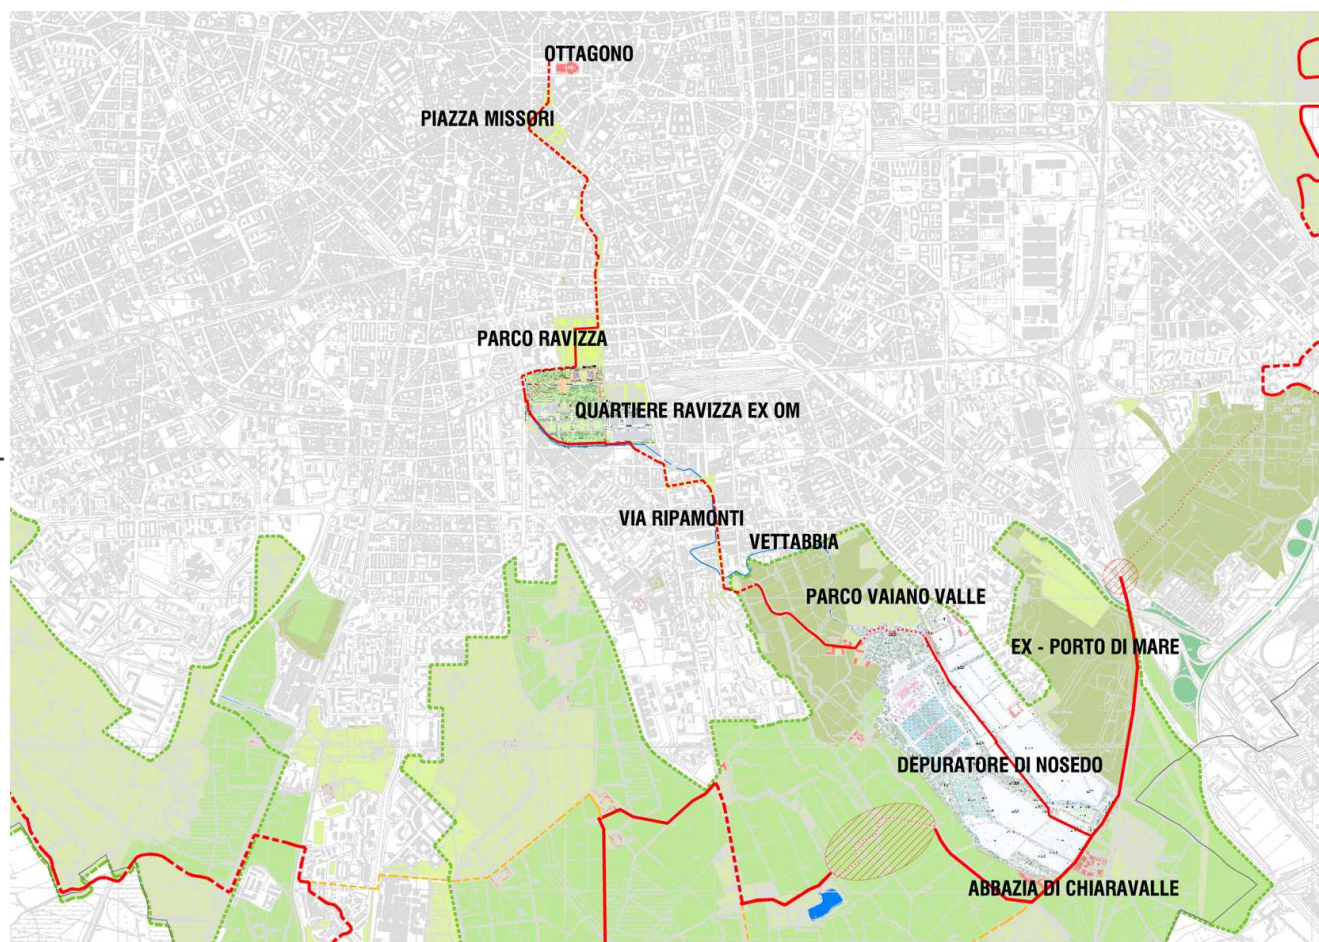 OTTAGONO
PIAZZA MISSORI
PARCO RAVIZZA
QUARTIERE RAVIZZA EX OM
VIA RIPAMONTI
VETTABBIA
PARCO VAIANO VALLE
EX - PORTO DI MARE
DEPURATORE DI NOSEDO
ABBAZIA DI CHIARAVALLE